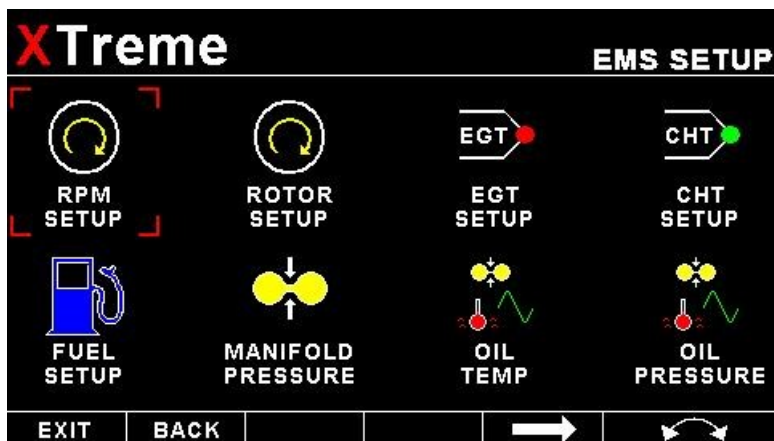 XTreme
EMS SETUP
RPM
SETUP
ROTOR
SETUP
EGT
EGT
SETUP
CHT
CHT
SETUP
FUEL
SETUP
MANIFOLD
PRESSURE
OIL
TEMP
OIL
PRESSURE
EXIT
BACK